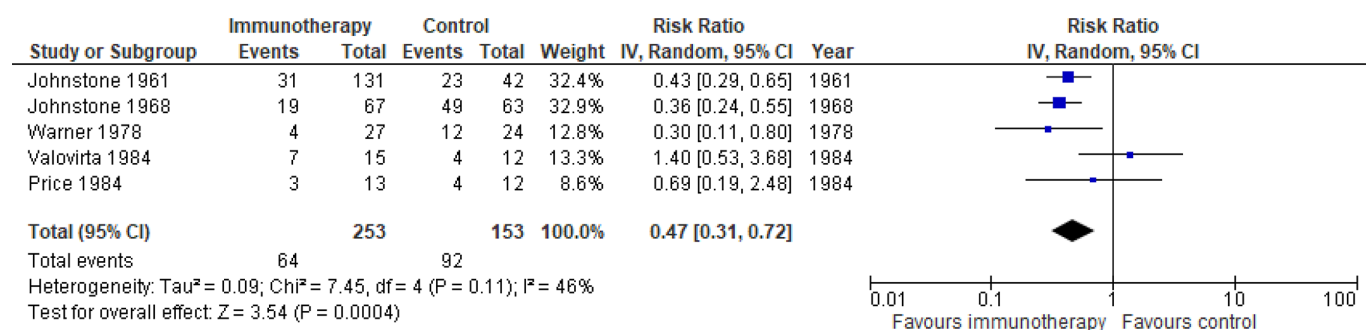 Immunotherapy Control Risk Ratio Risk Ratio
Study or Subgroup Events Total Events Total Weight IV, Random, 95% CI Year IV, Random, 95% CI
Johnstone 1961 31 131 23 42 32.4% 0.43 [0.29, 0.65] 1961
Johnstone 1968 19 67 49 63 32.9% 0.36 [0.24, 0.55] 1968
Warner 1978 4 27 12 24 12.8% 0.30 [0.11, 0.80] 1978
Valovirta 1984 7 15 4 12 13.3% 1.40 [0.53, 3.68] 1984
Price 1984 3 13 4 12 8.6% 0.69 [0.19, 2.48] 1984
Total (95% CI) 253 153 100.0% 0.47 [0.31, 0.72]
Total events 64 92
Heterogeneity: Tau² = 0.09; Chi² = 7.45, df = 4 (P = 0.11); I² = 46%
Test for overall effect: Z = 3.54 (P = 0.0004)
0.01 0.1 1 10 100
Favours immunotherapy Favours control